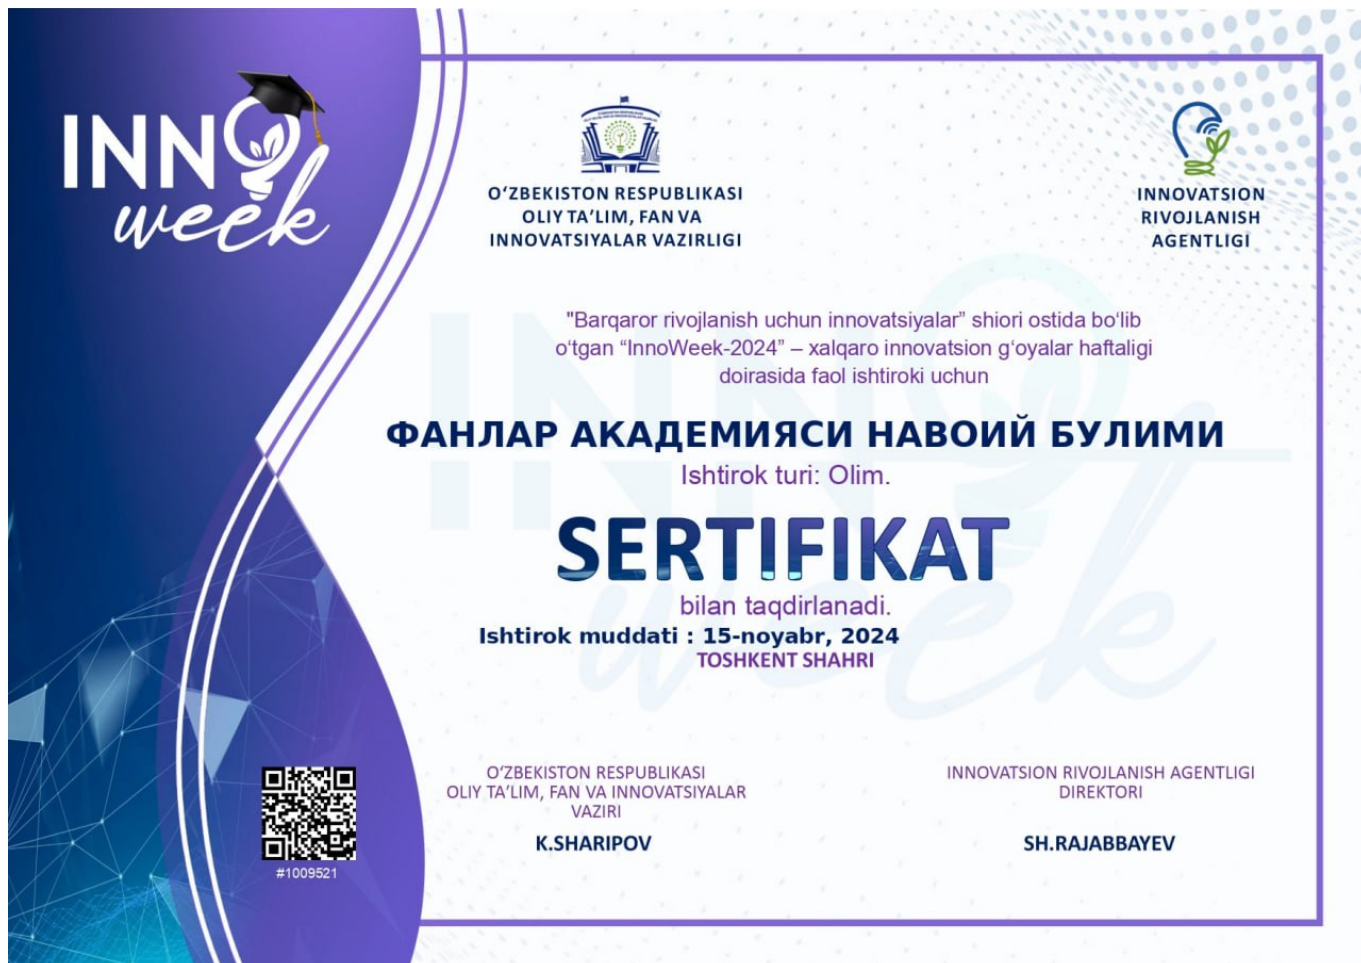 INNO
week
O‘ZBEKISTON RESPUBLIKASI
OLIY TA’LIM, FAN VA
INNOVATSIYALAR VAZIRLIGI
INNOVATSION
RIVOJLANISH
AGENTLIGI
"Barqaror rivojlanish uchun innovatsiyalar” shiori ostida bo‘lib
o‘tgan “InnoWeek-2024” – xalqaro innovatsion g‘oyalar haftaligi
doirasida faol ishtiroki uchun
ФАНЛАР АКАДЕМИЯСИ НАВОИЙ БУЛИМИ
Ishtirok turi: Olim.
SERTIFIKAT
bilan taqdirlanadi.
Ishtirok muddati : 15-noyabr, 2024
TOSHKENT SHAHRI
O‘ZBEKISTON RESPUBLIKASI
OLIY TA’LIM, FAN VA INNOVATSIYALAR
VAZIRI
K.SHARIPOV
INNOVATSION RIVOJLANISH AGENTLIGI
DIREKTORI
SH.RAJABBAYEV
#1009521